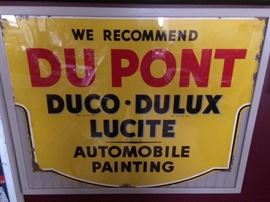 WE RECOMMEND
DU PONT
DUCO · DULUX
LUCITE
AUTOMOBILE
PAINTING